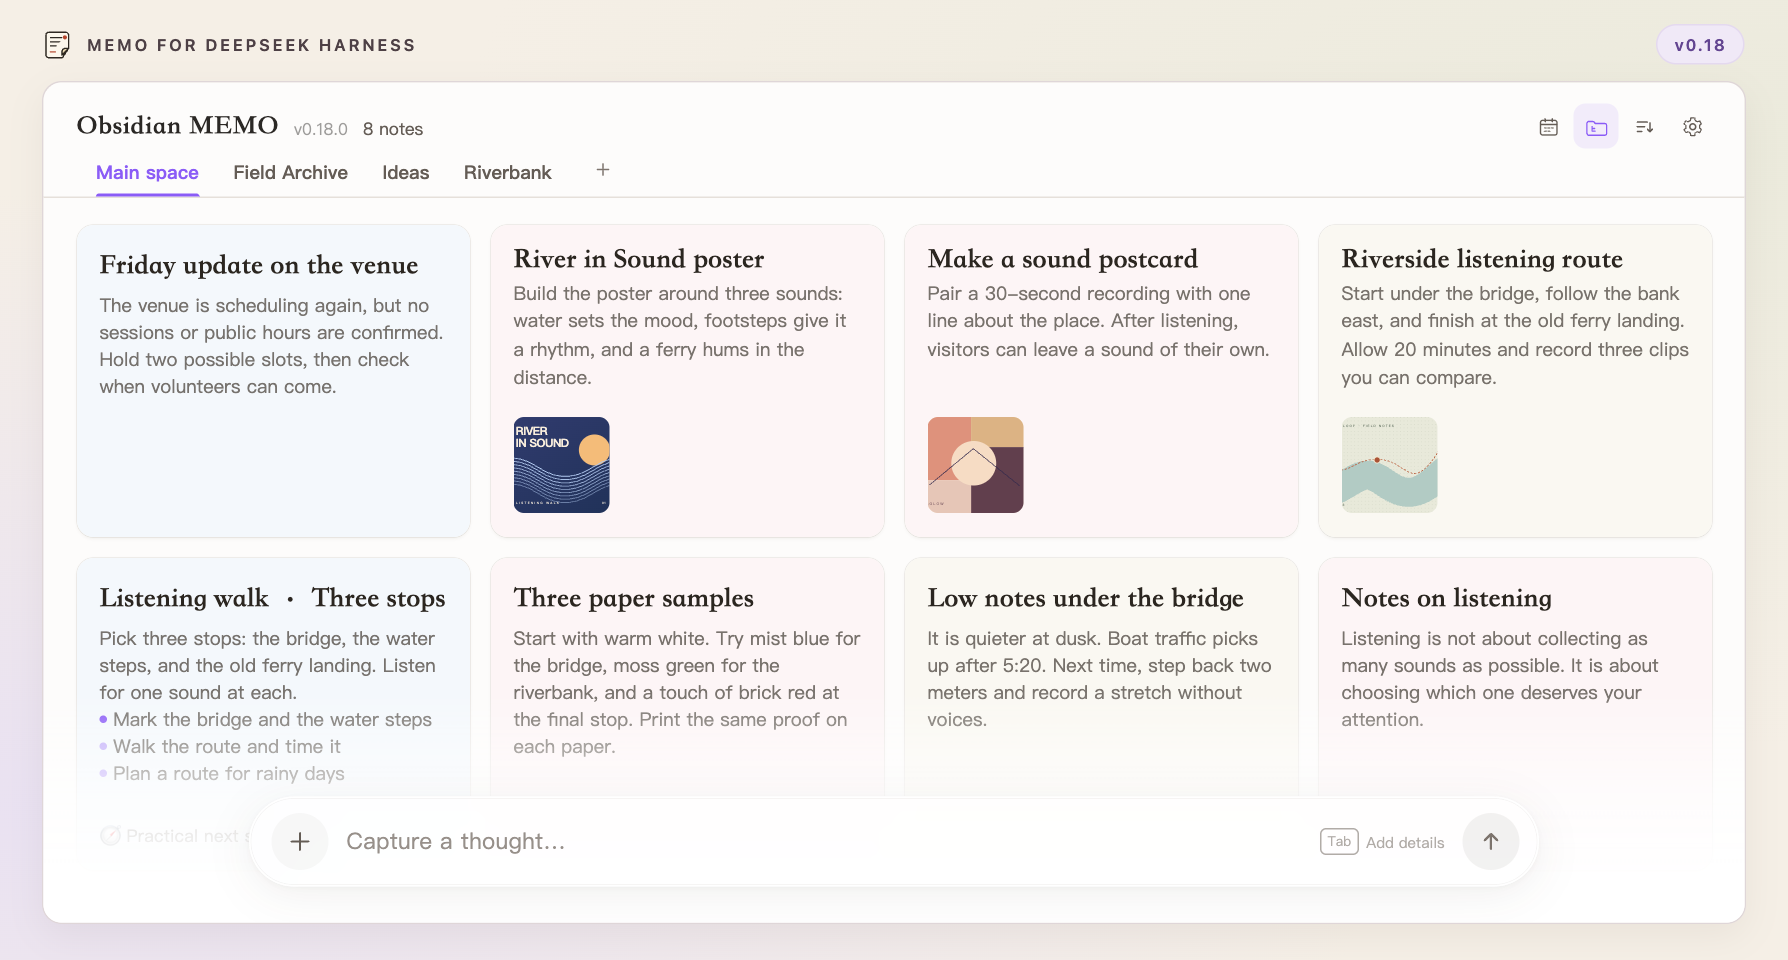 MEMO FOR DEEPSEEK HARNESS
v0.18
Obsidian MEMO v0.18.0 8 notes
Main space Field Archive Ideas Riverbank
Friday update on the venue
The venue is scheduling again, but no
sessions or public hours are confirmed.
Hold two possible slots, then check
when volunteers can come.
River in Sound poster
Build the poster around three sounds:
water sets the mood, footsteps give it
a rhythm, and a ferry hums in the
distance.
RIVER
IN SOUND
LISTENING WALK
Make a sound postcard
Pair a 30–second recording with one
line about the place. After listening,
visitors can leave a sound of their own.
Riverside listening route
Start under the bridge, follow the bank
east, and finish at the old ferry landing.
Allow 20 minutes and record three clips
you can compare.
FIELD NOTES
Listening walk · Three stops
Pick three stops: the bridge, the water
steps, and the old ferry landing. Listen
for one sound at each.
• Mark the bridge and the water steps
• Walk the route and time it
• Plan a route for rainy days
Practical next
Three paper samples
Start with warm white. Try mist blue for
the bridge, moss green for the
riverbank, and a touch of brick red at
the final stop. Print the same proof on
each paper.
Low notes under the bridge
It is quieter at dusk. Boat traffic picks
up after 5:20. Next time, step back two
meters and record a stretch without
voices.
Notes on listening
Listening is not about collecting as
many sounds as possible. It is about
choosing which one deserves your
attention.
Capture a thought...
Tab Add details